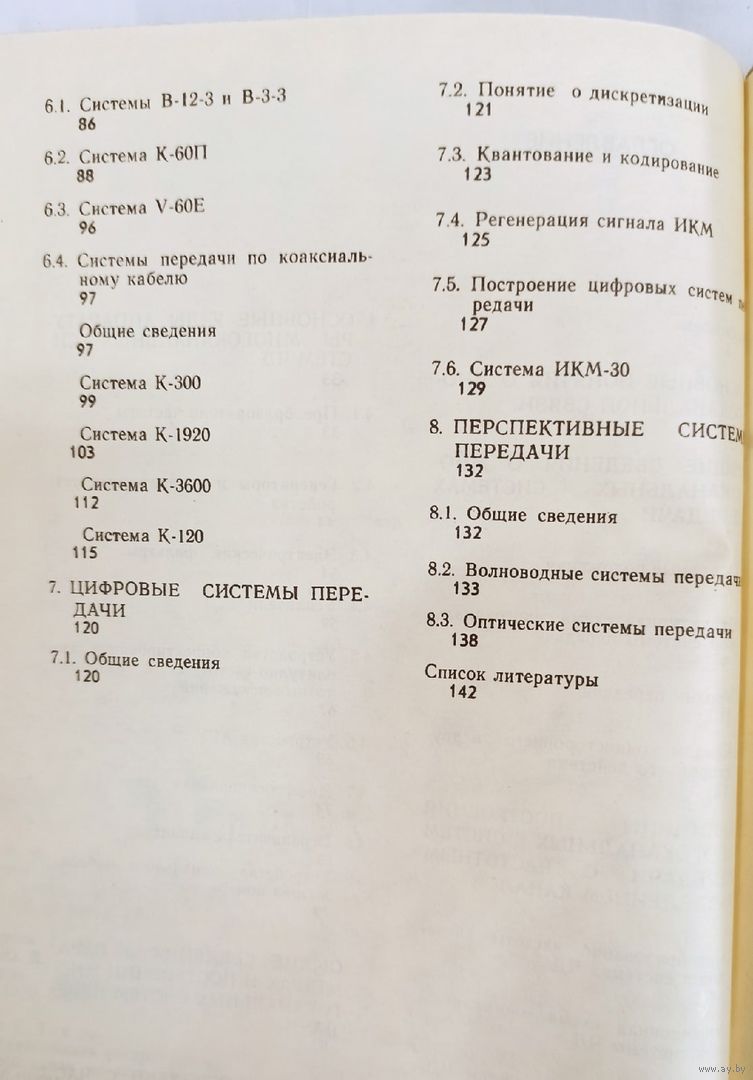 6.1. Системы В-12-3 и В-3-3
86
6.2. Система К-60П
88
6.3. Система V-60Е
96
6.4. Системы передачи по коаксиаль-
ному кабелю
97
Общие сведения
97
Система К-300
99
Система К-1920
103
Система К-3600
112
Система К-120
115
7. ЦИФРОВЫЕ СИСТЕМЫ ПЕРЕ-
ДАЧИ
120
7.1. Общие сведения
120
7.2. Понятие о дискретизации
121
7.3. Квантование и кодирование
123
7.4. Регенерация сигнала ИКМ
125
7.5. Построение цифровых систем
редачи
127
7.6. Система ИКМ-30
129
8. ПЕРСПЕКТИВНЫЕ СИСТЕМ
ПЕРЕДАЧИ
132
8.1. Общие сведения
132
8.2. Волноводные системы передач
133
8.3. Оптические системы передачи
138
Список литературы
142
www.ay.by